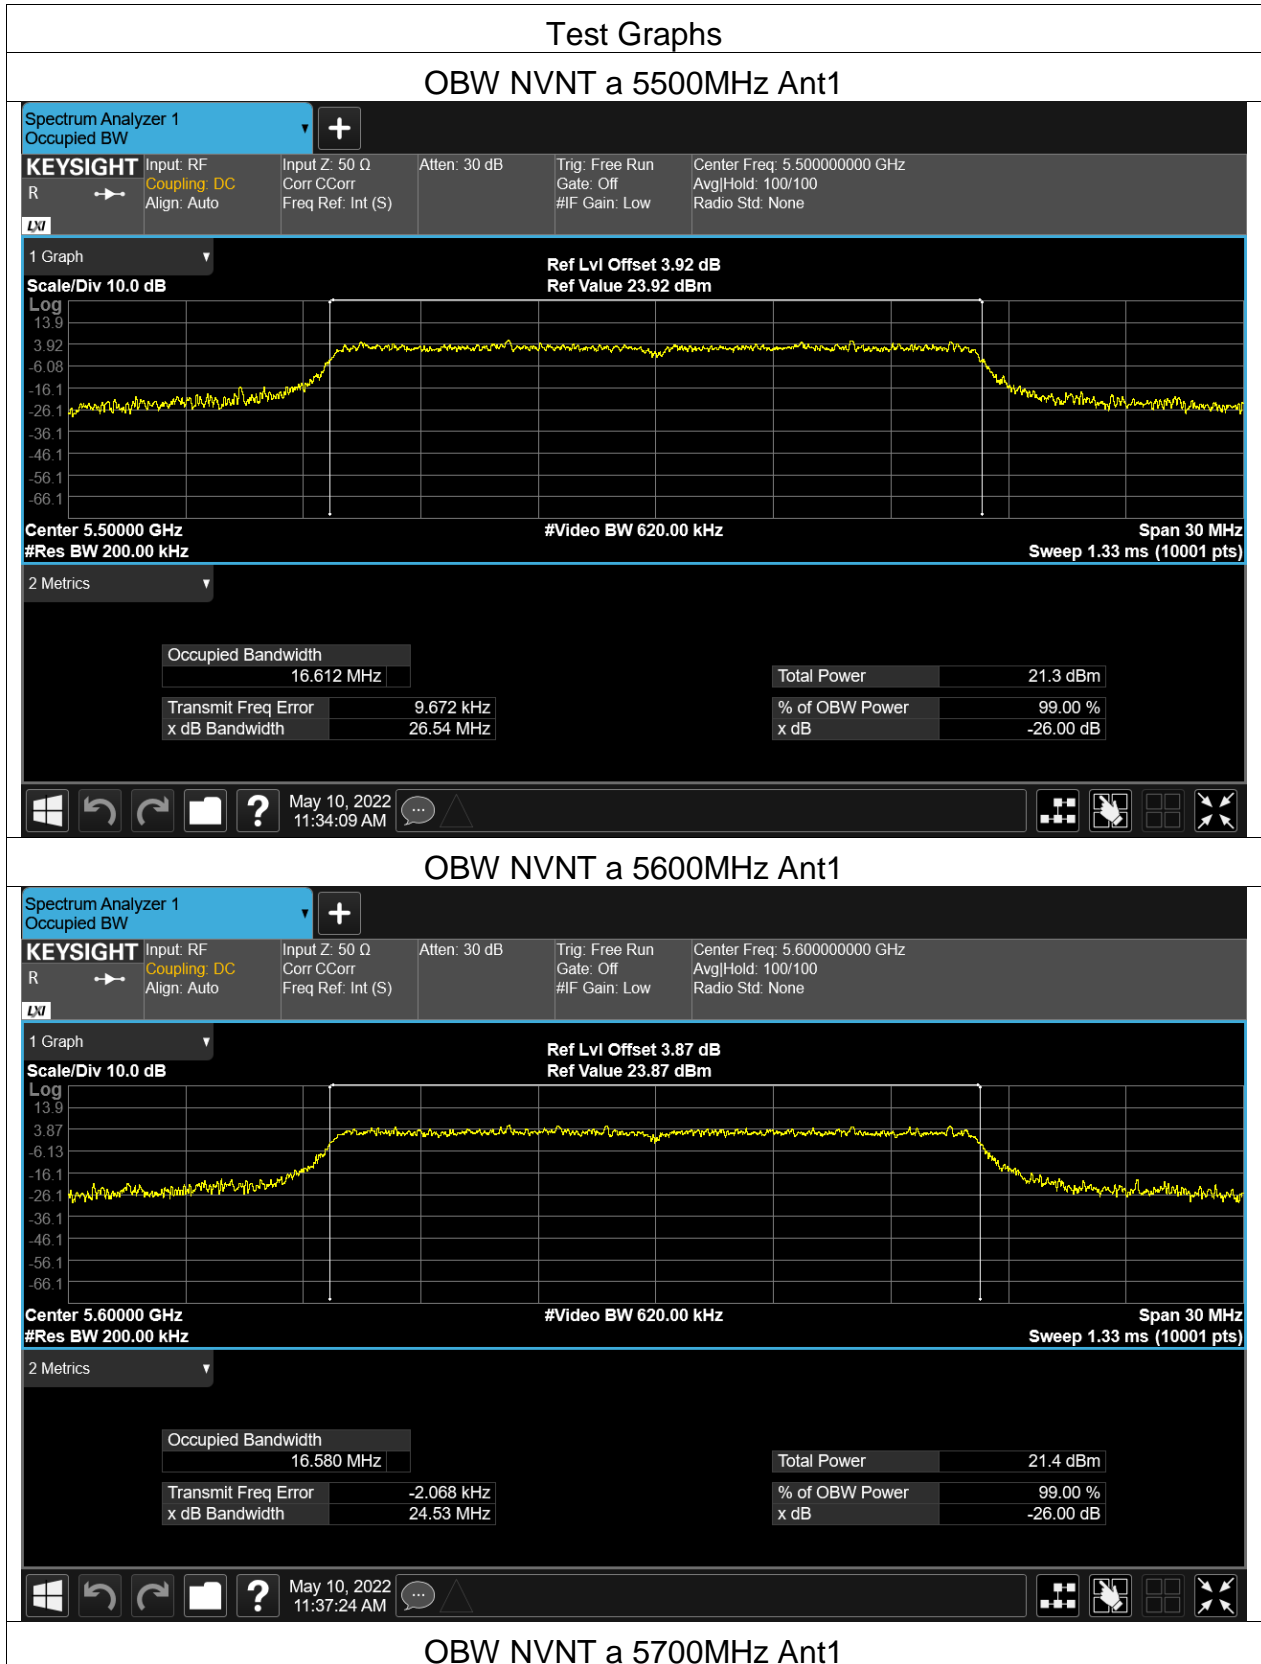 Test Graphs
OBW NVNT a 5500MHz Ant1
Spectrum Analyzer 1
Occupied BW
KEYSIGHT Input: RF Input Z: 50 Ω Atten: 30 dB Trig: Free Run Center Freq: 5.500000000 GHz
R Coupling: DC Corr CCorr Gate: Off Avg|Hold: 100/100
Align: Auto Freq Ref: Int (S) #IF Gain: Low Radio Std: None
LXI
1 Graph
Ref Lvl Offset 3.92 dB
Scale/Div 10.0 dB Ref Value 23.92 dBm
Log
13.9
3.92
-6.08
-16.1
-26.1
-36.1
-46.1
-56.1
-66.1
Center 5.50000 GHz #Video BW 620.00 kHz Span 30 MHz
#Res BW 200.00 kHz Sweep 1.33 ms (10001 pts)
2 Metrics
Occupied Bandwidth
16.612 MHz Total Power 21.3 dBm
Transmit Freq Error 9.672 kHz % of OBW Power 99.00 %
x dB Bandwidth 26.54 MHz x dB -26.00 dB
May 10, 2022
11:34:09 AM
OBW NVNT a 5600MHz Ant1
Spectrum Analyzer 1
Occupied BW
KEYSIGHT Input: RF Input Z: 50 Ω Atten: 30 dB Trig: Free Run Center Freq: 5.600000000 GHz
R Coupling: DC Corr CCorr Gate: Off Avg|Hold: 100/100
Align: Auto Freq Ref: Int (S) #IF Gain: Low Radio Std: None
LXI
1 Graph
Ref Lvl Offset 3.87 dB
Scale/Div 10.0 dB Ref Value 23.87 dBm
Log
13.9
3.87
-6.13
-16.1
-26.1
-36.1
-46.1
-56.1
-66.1
Center 5.60000 GHz #Video BW 620.00 kHz Span 30 MHz
#Res BW 200.00 kHz Sweep 1.33 ms (10001 pts)
2 Metrics
Occupied Bandwidth
16.580 MHz Total Power 21.4 dBm
Transmit Freq Error -2.068 kHz % of OBW Power 99.00 %
x dB Bandwidth 24.53 MHz x dB -26.00 dB
May 10, 2022
11:37:24 AM
OBW NVNT a 5700MHz Ant1